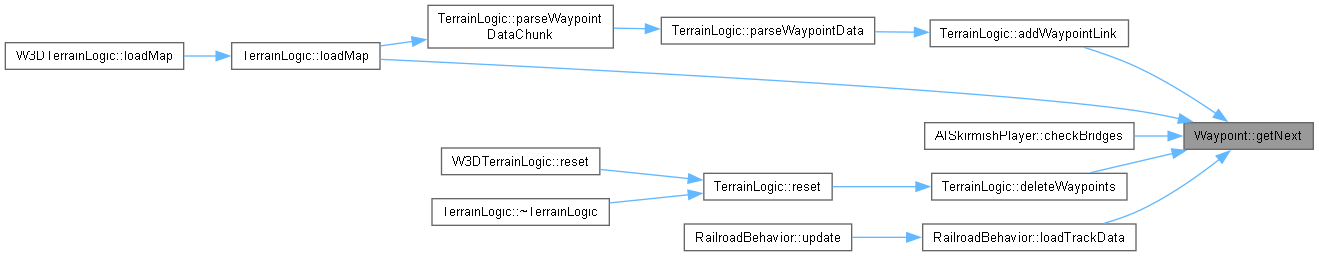 TerrainLogic::parseWaypoint
DataChunk
TerrainLogic::parseWaypointData
TerrainLogic::addWaypointLink
W3DTerrainLogic::loadMap
TerrainLogic::loadMap
AISkirmishPlayer::checkBridges
Waypoint::getNext
W3DTerrainLogic::reset
TerrainLogic::reset
TerrainLogic::deleteWaypoints
TerrainLogic::~TerrainLogic
RailroadBehavior::update
RailroadBehavior::loadTrackData